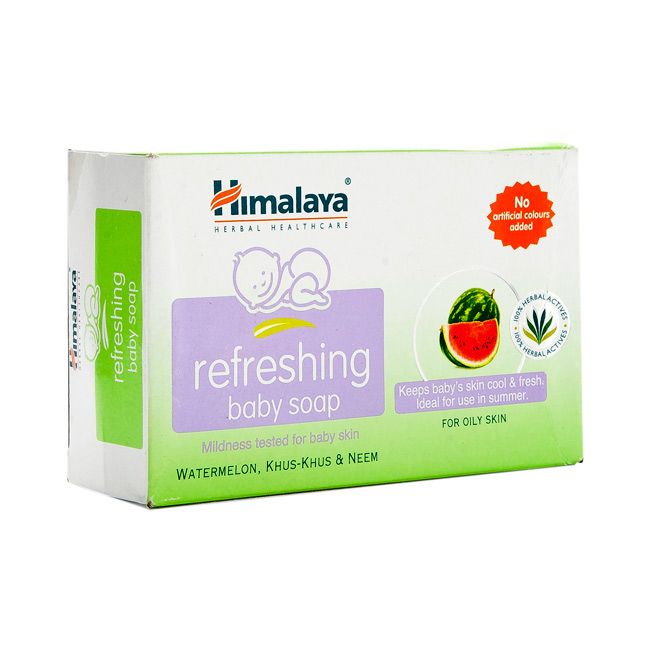 Himalaya®
HERBAL HEALTHCARE
No
artificial colours
added
refreshing
baby soap
Mildness tested for baby skin
WATERMELON, KHUS-KHUS & NEEM
100% HERBAL ACTIVES
100% HERBAL ACTIVES
Keeps baby's skin cool & fresh.
Ideal for use in summer.
FOR OILY SKIN
Himalaya
refreshing
baby soap